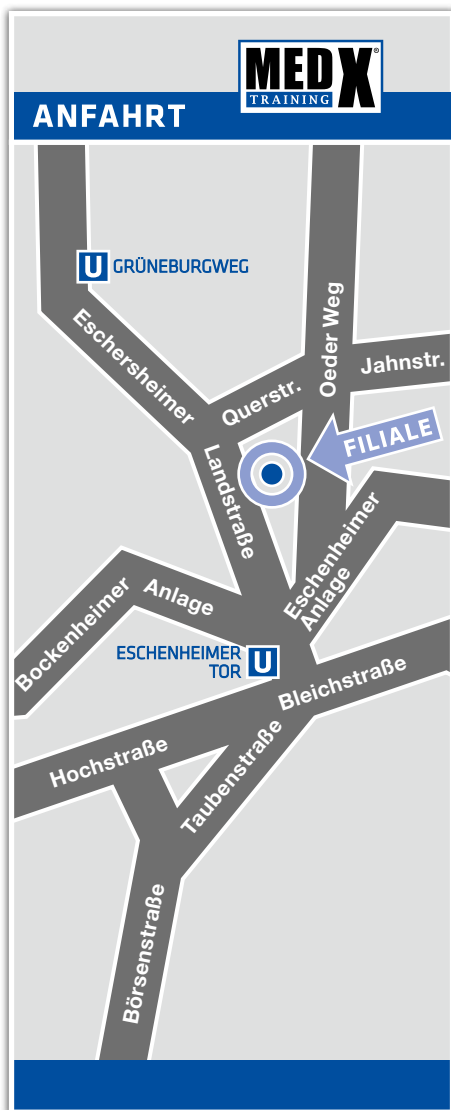 MEDX®
TRAINING
ANFAHRT
U GRÜNEBURGWEG
Eschersheimer
Landstraße
Oeder Weg
Querstr.
Jahnstr.
FILIALE
Eschenheimer
Anlage
Bockenheimer
Anlage
ESCHENHEIMER
TOR
U
Bleichstraße
Hochstraße
Taubenstraße
Börsenstraße